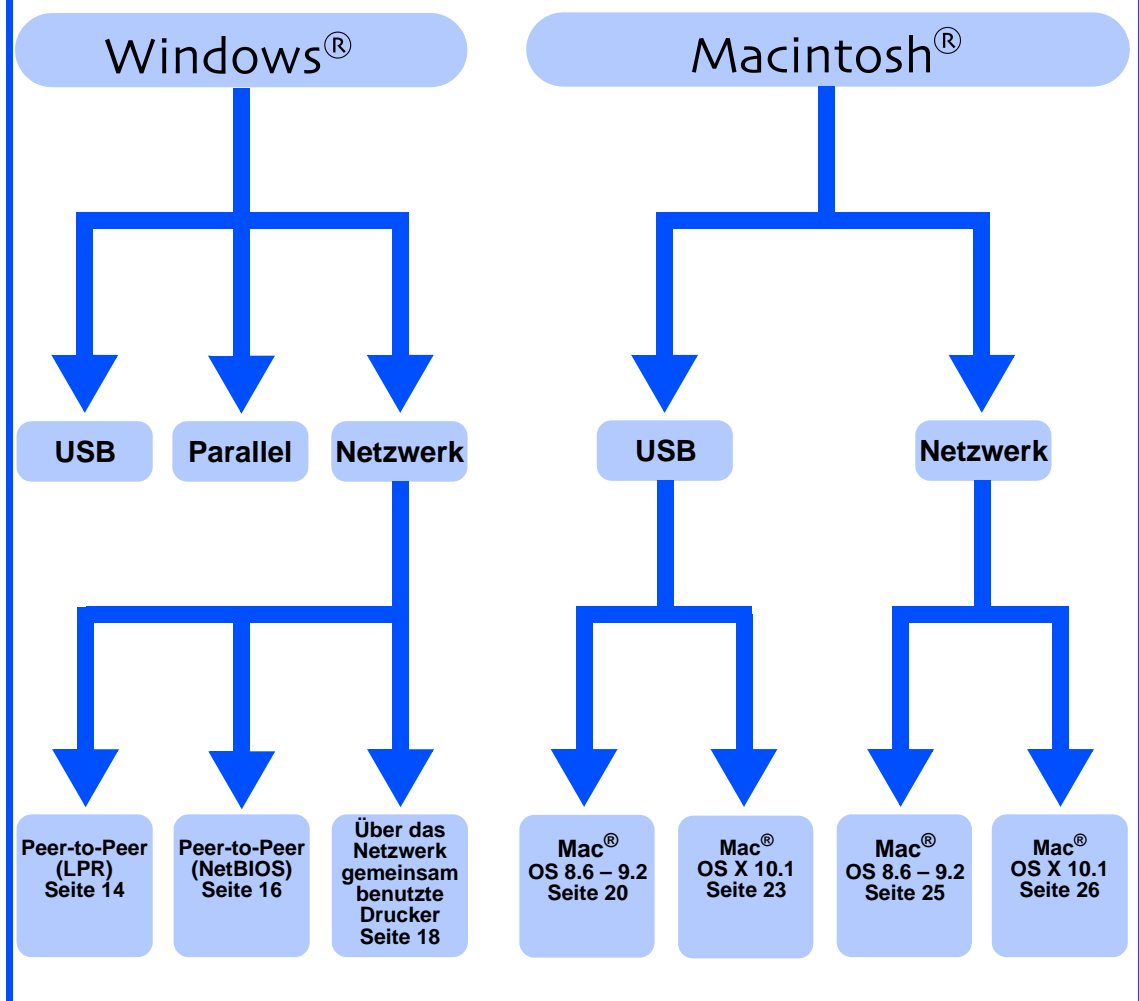 Windows®
Macintosh®
USB
Parallel
Netzwerk
USB
Netzwerk
Peer-to-Peer
(LPR)
Seite 14
Peer-to-Peer
(NetBIOS)
Seite 16
Über das
Netzwerk
gemeinsam
benutzte
Drucker
Seite 18
Mac®
OS 8.6 – 9.2
Seite 20
Mac®
OS X 10.1
Seite 23
Mac®
OS 8.6 – 9.2
Seite 25
Mac®
OS X 10.1
Seite 26